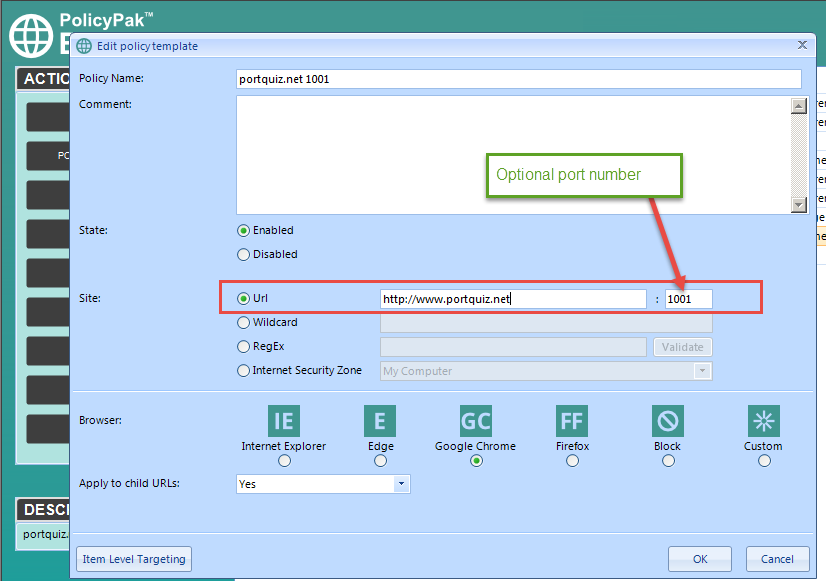 PolicyPak™
Edit policy template
ACTIO
Policy Name:
portquiz.net 1001
Comment:
Optional port number
State:
Enabled
Disabled
Site:
Url
http://www.portquiz.net
:
1001
Wildcard
RegEx
Validate
Internet Security Zone
My Computer
Browser:
IE
E
GC
FF
Internet Explorer
Edge
Google Chrome
Firefox
Block
Custom
Apply to child URLs:
Yes
DESCR
portquiz.
Item Level Targeting
OK
Cancel